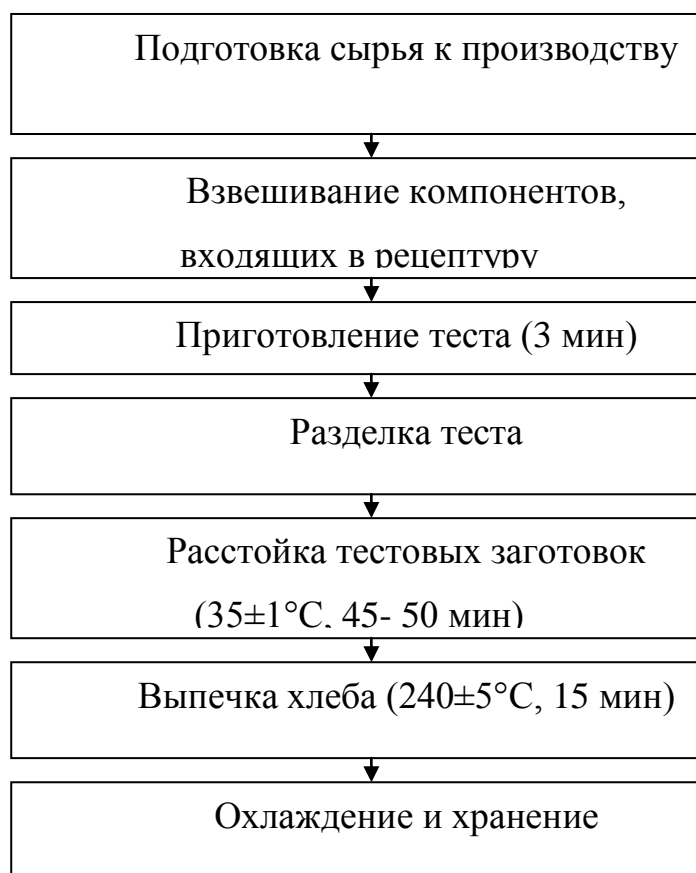 Подготовка сырья к производству
Взвешивание компонентов,
входящих в рецептуру
Приготовление теста (3 мин)
Разделка теста
Расстойка тестовых заготовок
(35±1°С, 45- 50 мин)
Выпечка хлеба (240±5°С, 15 мин)
Охлаждение и хранение